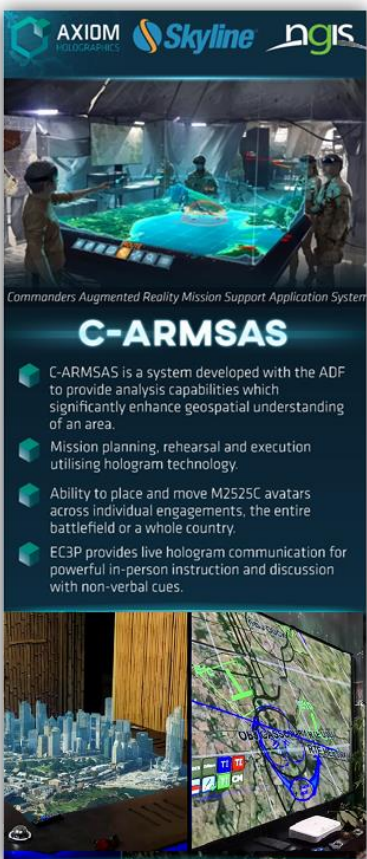 AXIOM
HOLOGRAPHICS
Skyline
ngis
Commanders Augmented Reality Mission Support Application System
C-ARMSAS
C-ARMSAS is a system developed with the ADF
to provide analysis capabilities which
significantly enhance geospatial understanding
of an area.
Mission planning, rehearsal and execution
utilising hologram technology.
Ability to place and move M2525C avatars
across individual engagements, the entire
battlefield or a whole country.
EC3P provides live hologram communication for
powerful in-person instruction and discussion
with non-verbal cues.